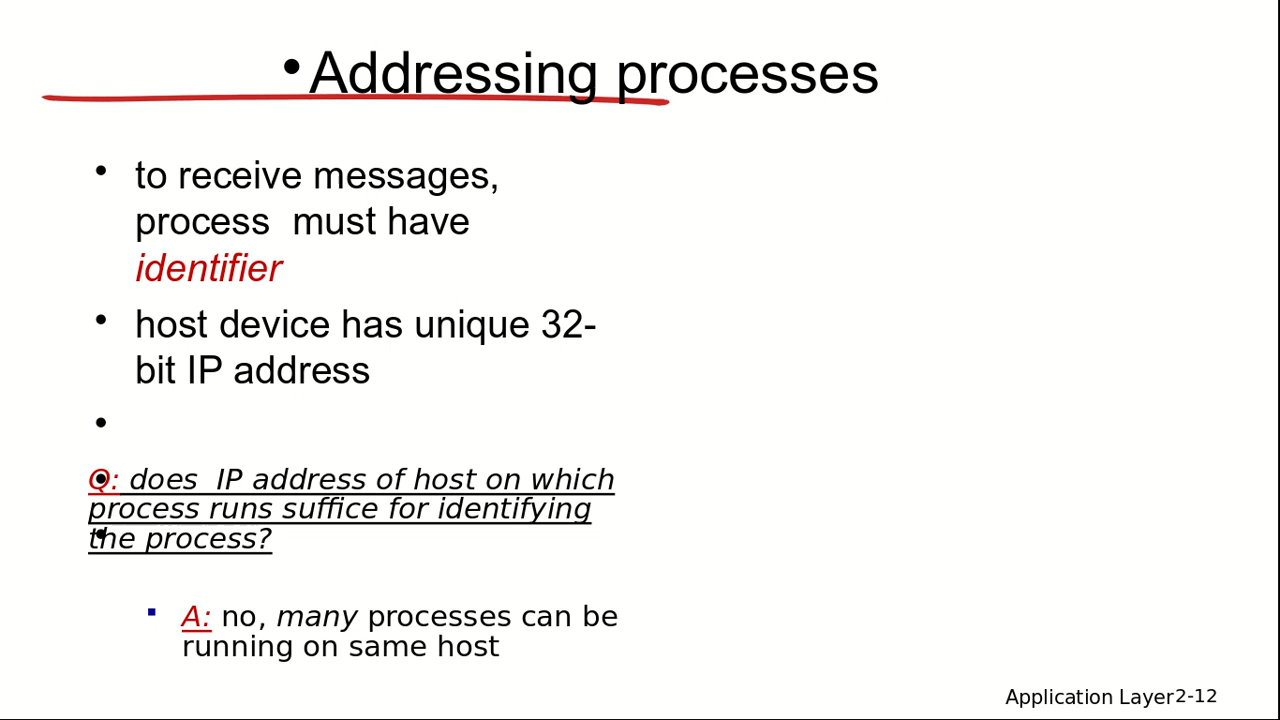 • Addressing processes
• to receive messages,
process must have
identifier
• host device has unique 32-
bit IP address
•
Q: does IP address of host on which
process runs suffice for identifying
the process?
▪ A: no, many processes can be
running on same host
Application Layer 2-12